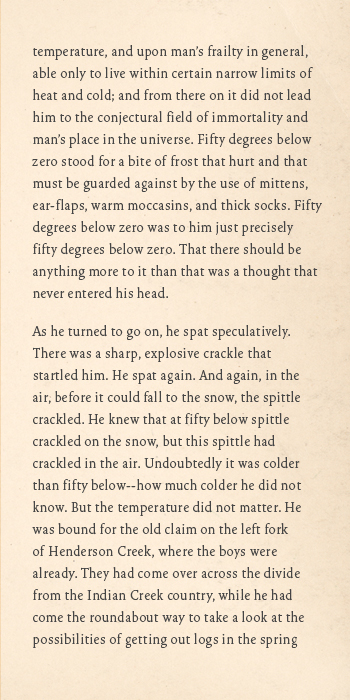 temperature, and upon man's frailty in general,
able only to live within certain narrow limits of
heat and cold; and from there on it did not lead
him to the conjectural field of immortality and
man's place in the universe. Fifty degrees below
zero stood for a bite of frost that hurt and that
must be guarded against by the use of mittens,
ear-flaps, warm moccasins, and thick socks. Fifty
degrees below zero was to him just precisely
fifty degrees below zero. That there should be
anything more to it than that was a thought that
never entered his head.
As he turned to go on, he spat speculatively.
There was a sharp, explosive crackle that
startled him. He spat again. And again, in the
air, before it could fall to the snow, the spittle
crackled. He knew that at fifty below spittle
crackled on the snow, but this spittle had
crackled in the air. Undoubtedly it was colder
than fifty below--how much colder he did not
know. But the temperature did not matter. He
was bound for the old claim on the left fork
of Henderson Creek, where the boys were
already. They had come over across the divide
from the Indian Creek country, while he had
come the roundabout way to take a look at the
possibilities of getting out logs in the spring